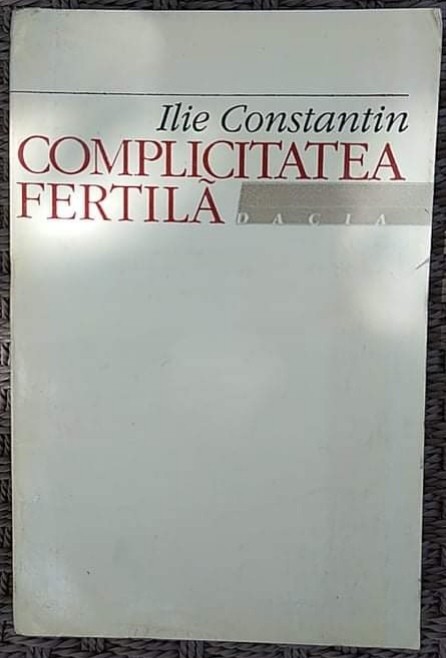 Ilie Constantin
COMPLICITATEA
FERTILĂ
DACIA